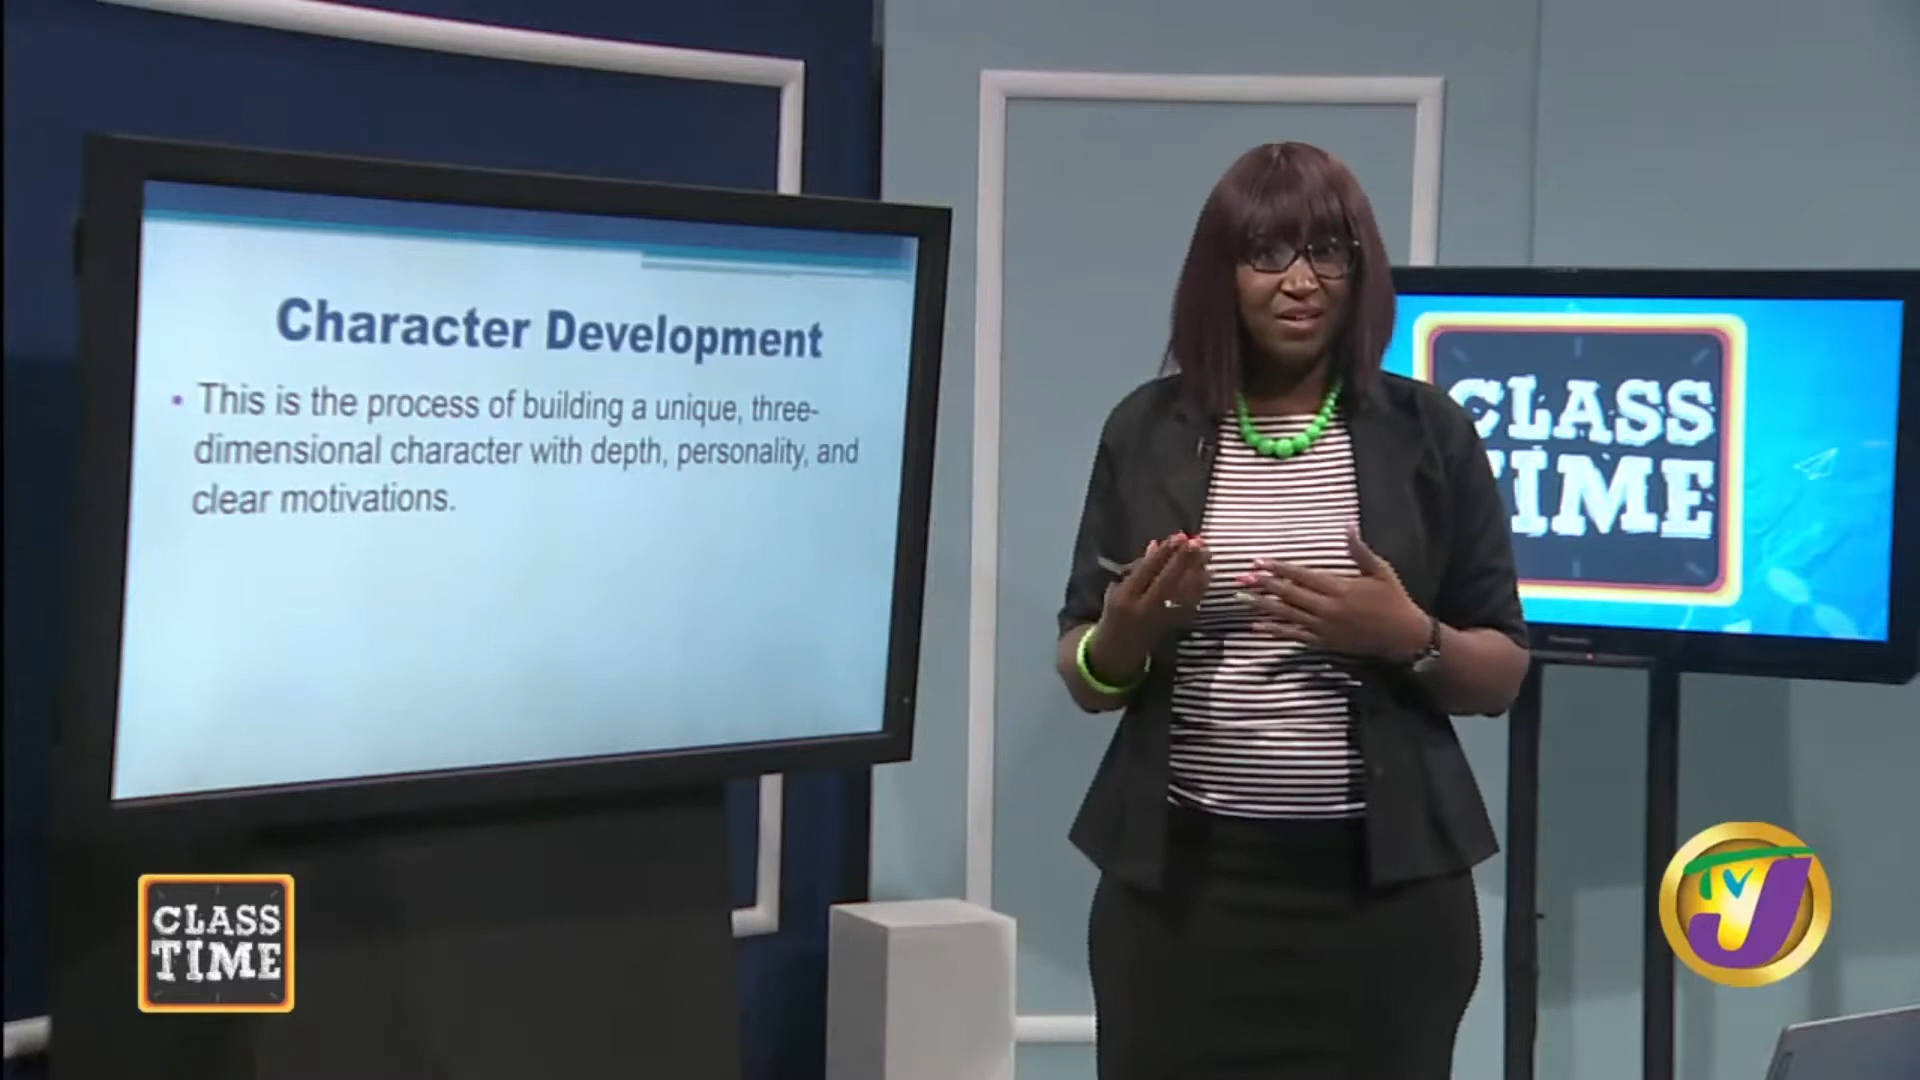 Character Development
• This is the process of building a unique, three-
dimensional character with depth, personality, and
clear motivations.
CLASS
TIME
CLASS
TIME
TVJ